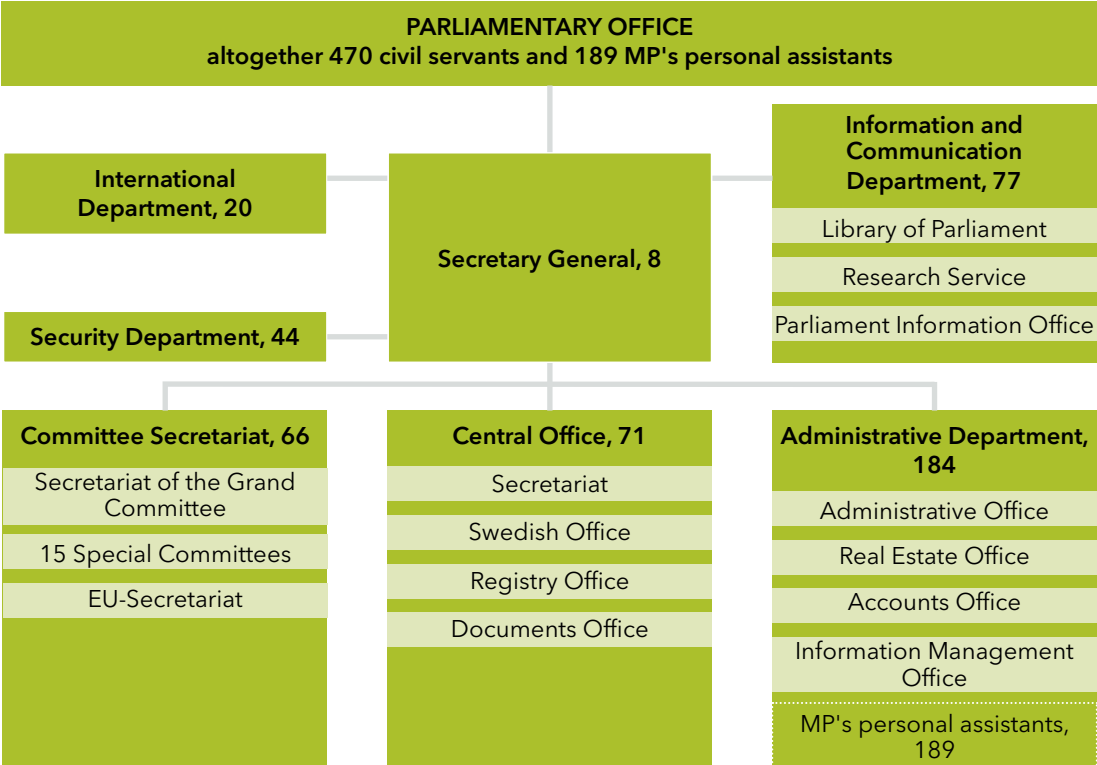 PARLIAMENTARY OFFICE
altogether 470 civil servants and 189 MP's personal assistants
International
Department, 20
Security Department, 44
Secretary General, 8
Information and
Communication
Department, 77
Library of Parliament
Research Service
Parliament Information Office
Committee Secretariat, 66
Secretariat of the Grand
Committee
15 Special Committees
EU-Secretariat
Central Office, 71
Secretariat
Swedish Office
Registry Office
Documents Office
Administrative Department,
184
Administrative Office
Real Estate Office
Accounts Office
Information Management
Office
MP's personal assistants,
189